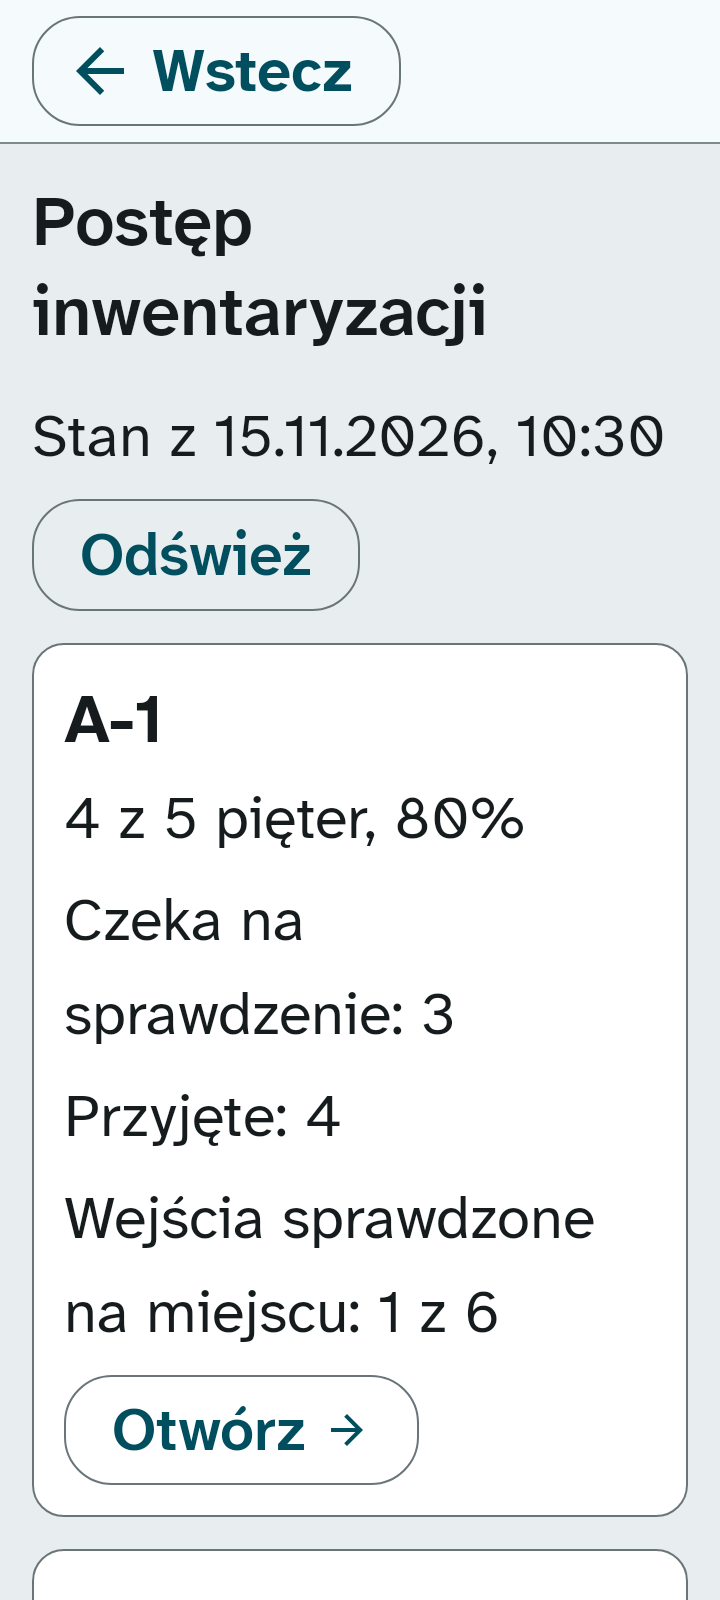 Wstecz
Postęp
inwentaryzacji
Stan z 15.11.2026, 10:30
Odśwież
A-1
4 z 5 pięter, 80%
Czeka na
sprawdzenie: 3
Przyjęte: 4
Wejścia sprawdzone
na miejscu: 1 z 6
Otwórz